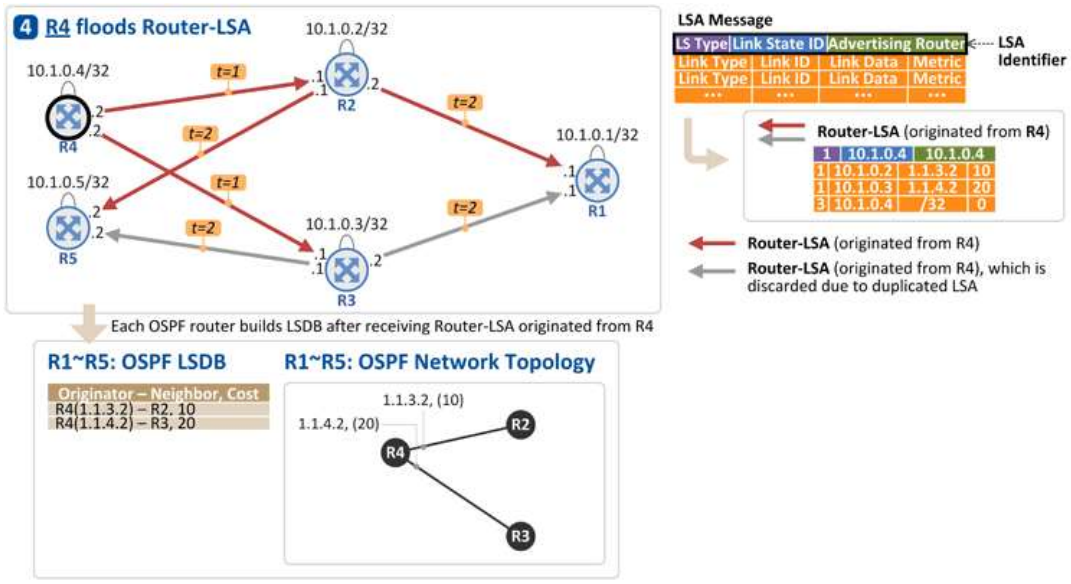 4 R4 floods Router-LSA
10.1.0.2/32
10.1.0.4/32
t=1
.1
.1
.2
R2
.2
.2
R4
t=2
t=2
10.1.0.1/32
10.1.0.5/32
t=1
.1
.1
R1
.2
.2
R5
t=2
10.1.0.3/32
t=2
.1
.1
.2
R3
LSA Message
LS Type Link State ID Advertising Router
LSA Identifier
Link Type Link ID Link Data Metric
Link Type Link ID Link Data Metric
... ... ... ...
Router-LSA (originated from R4)
1 10.1.0.4 10.1.0.4
1 10.1.0.2 1.1.3.2 10
1 10.1.0.3 1.1.4.2 20
3 10.1.0.4 /32 0
Router-LSA (originated from R4)
Router-LSA (originated from R4), which is
discarded due to duplicated LSA
Each OSPF router builds LSDB after receiving Router-LSA originated from R4
R1~R5: OSPF LSDB
Originator – Neighbor, Cost
R4(1.1.3.2) – R2, 10
R4(1.1.4.2) – R3, 20
R1~R5: OSPF Network Topology
1.1.3.2, (10)
1.1.4.2, (20)
R2
R4
R3